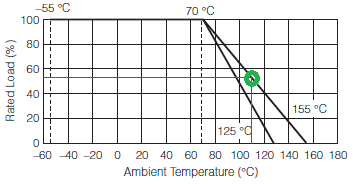 –55 °C
70 °C
100
80
60
40
20
0
Rated Load (%)
155 °C
125 °C
–60 –40 –20 0 20 40 60 80 100 120 140 160 180
Ambient Temperature (°C)